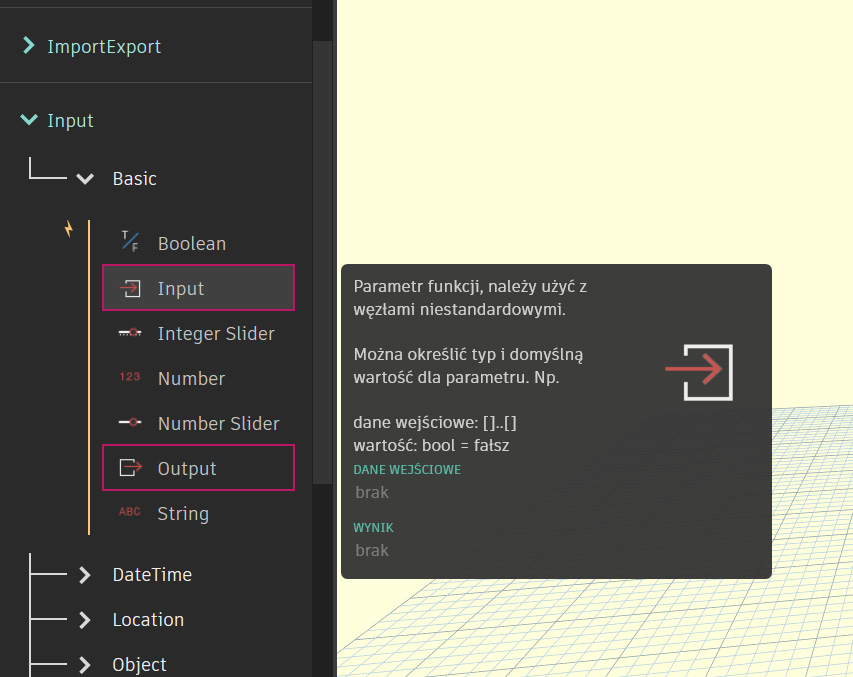 ImportExport
Input
Basic
T/F Boolean
Input
Integer Slider
123 Number
Number Slider
Output
ABC String
DateTime
Location
Object
Parametr funkcji, należy użyć z
węzłami niestandardowymi.
Można określić typ i domyślną
wartość dla parametru. Np.
dane wejściowe: []..[]
wartość: bool = fałsz
DANE WEJŚCIOWE
brak
WYNIK
brak